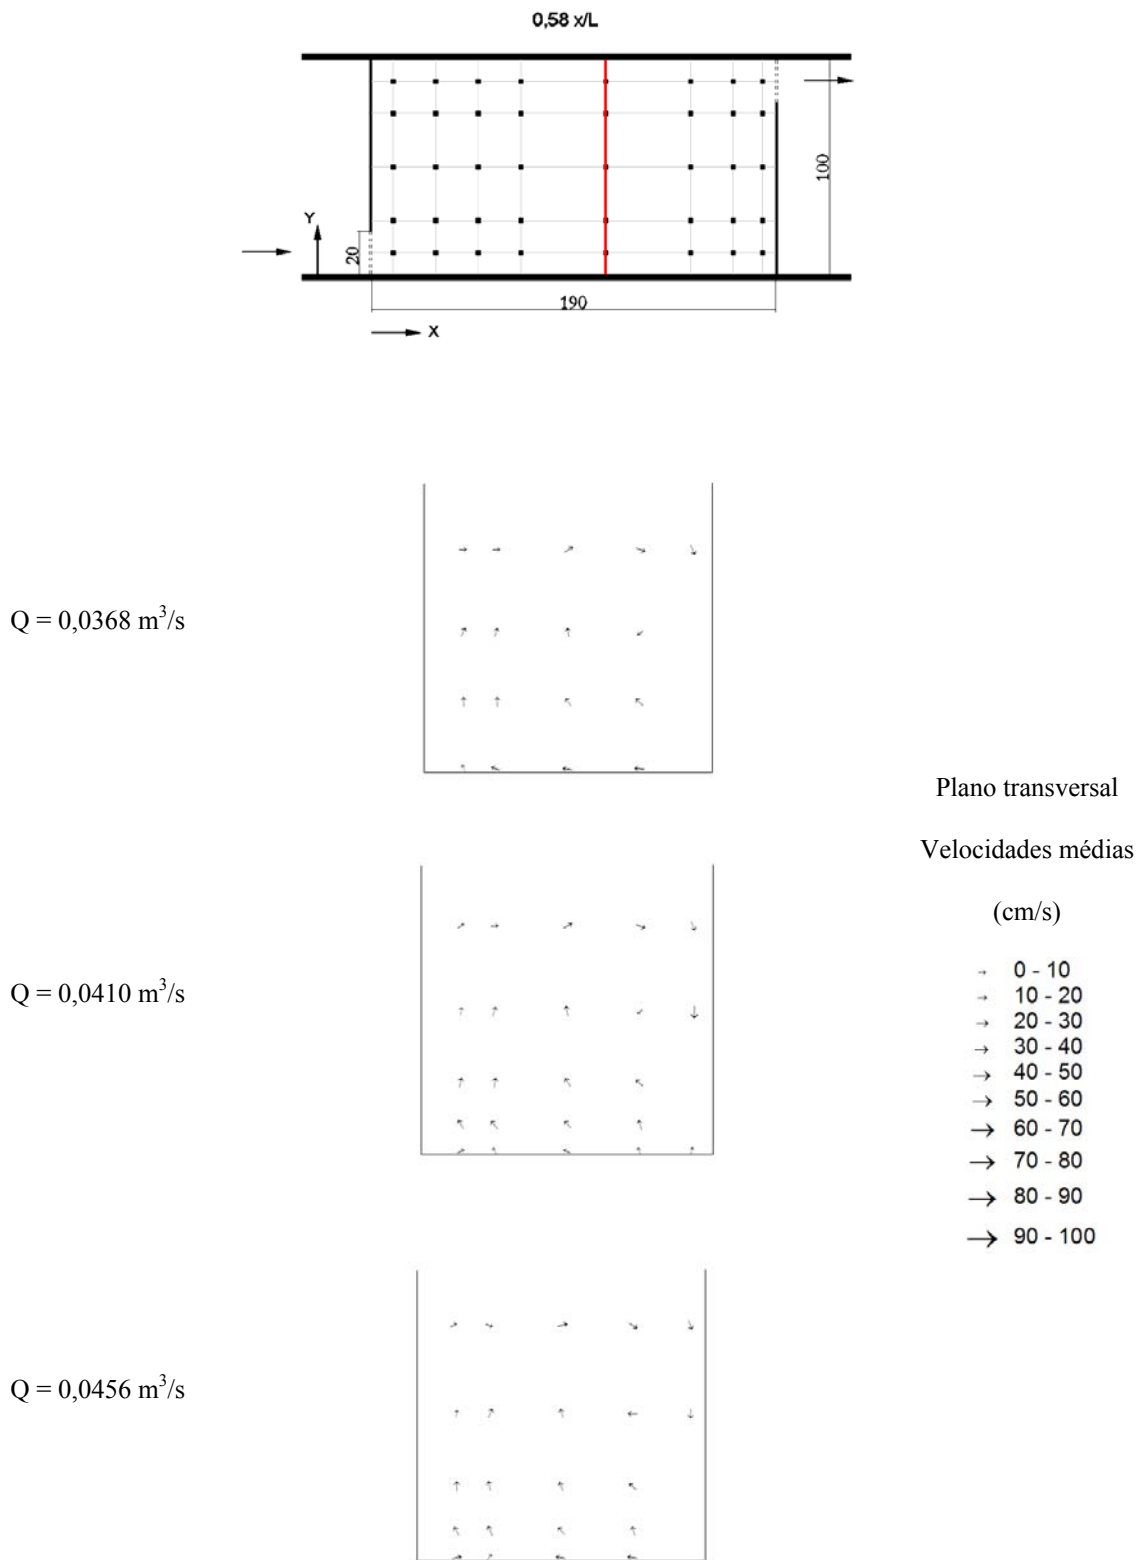 0,58 x/L
Y
20
100
190
X
Q = 0,0368 m³/s
Plano transversal
Velocidades médias
(cm/s)
Q = 0,0410 m³/s
0 - 10
10 - 20
20 - 30
30 - 40
40 - 50
50 - 60
60 - 70
70 - 80
80 - 90
90 - 100
Q = 0,0456 m³/s